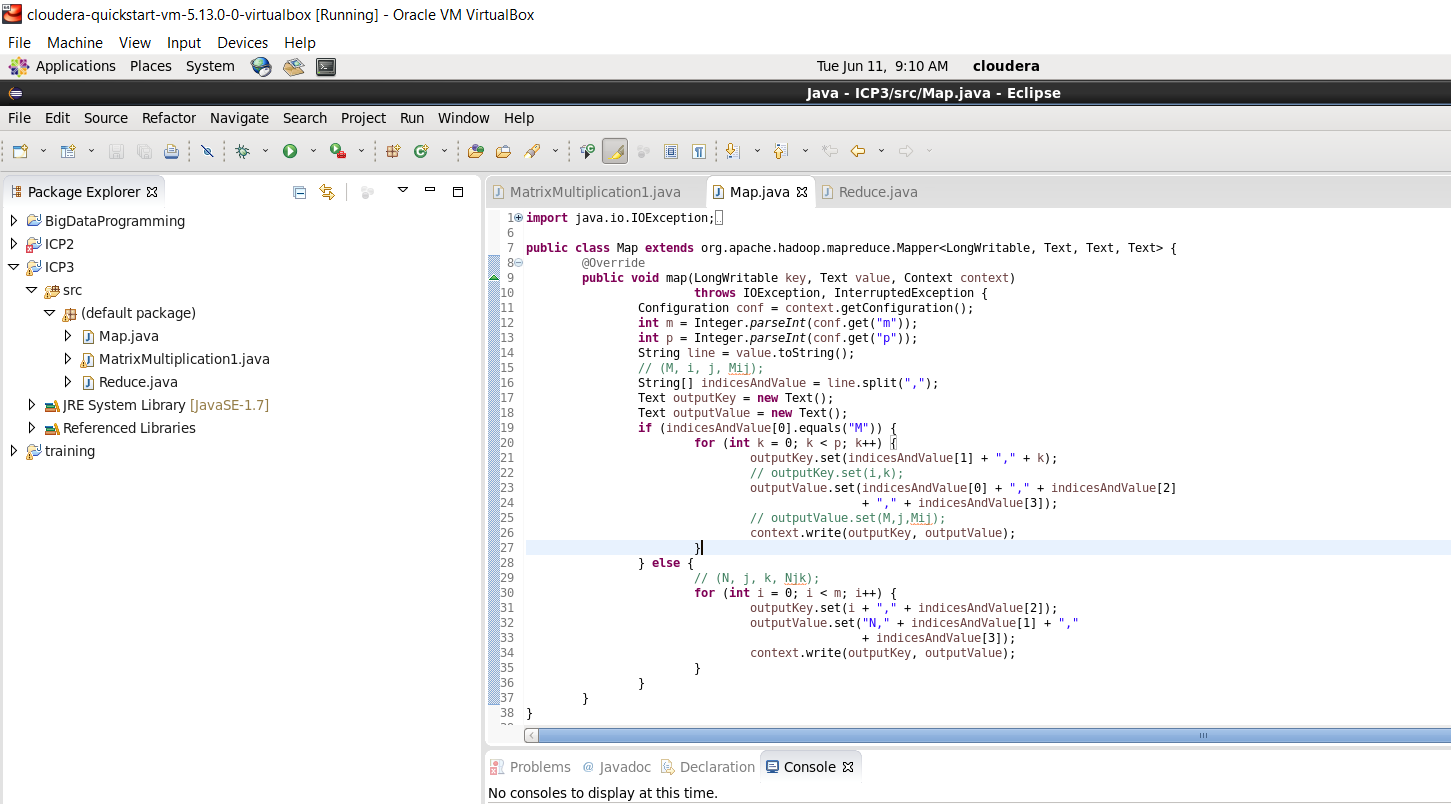 cloudera-quickstart-vm-5.13.0-0-virtualbox [Running] - Oracle VM VirtualBox
File Machine View Input Devices Help
Applications Places System Tue Jun 11, 9:10 AM cloudera
Java - ICP3/src/Map.java - Eclipse
File Edit Source Refactor Navigate Search Project Run Window Help
Package Explorer
BigDataProgramming
ICP2
ICP3
src
(default package)
Map.java
MatrixMultiplication1.java
Reduce.java
JRE System Library [JavaSE-1.7]
Referenced Libraries
training
MatrixMultiplication1.java Map.java Reduce.java
1 import java.io.IOException;
6
7 public class Map extends org.apache.hadoop.mapreduce.Mapper<LongWritable, Text, Text, Text> {
8 @Override
9 public void map(LongWritable key, Text value, Context context)
10 throws IOException, InterruptedException {
11 Configuration conf = context.getConfiguration();
12 int m = Integer.parseInt(conf.get("m"));
13 int p = Integer.parseInt(conf.get("p"));
14 String line = value.toString();
15 // (M, i, j, Mij);
16 String[] indicesAndValue = line.split(",");
17 Text outputKey = new Text();
18 Text outputValue = new Text();
19 if (indicesAndValue[0].equals("M")) {
20 for (int k = 0; k < p; k++) {
21 outputKey.set(indicesAndValue[1] + "," + k);
22 // outputKey.set(i,k);
23 outputValue.set(indicesAndValue[0] + "," + indicesAndValue[2]
24 + "," + indicesAndValue[3]);
25 // outputValue.set(M,j,Mij);
26 context.write(outputKey, outputValue);
27 }
28 } else {
29 // (N, j, k, Njk);
30 for (int i = 0; i < m; i++) {
31 outputKey.set(i + "," + indicesAndValue[2]);
32 outputValue.set("N," + indicesAndValue[1] + ","
33 + indicesAndValue[3]);
34 context.write(outputKey, outputValue);
35 }
36 }
37 }
38 }
Problems @ Javadoc Declaration Console
No consoles to display at this time.